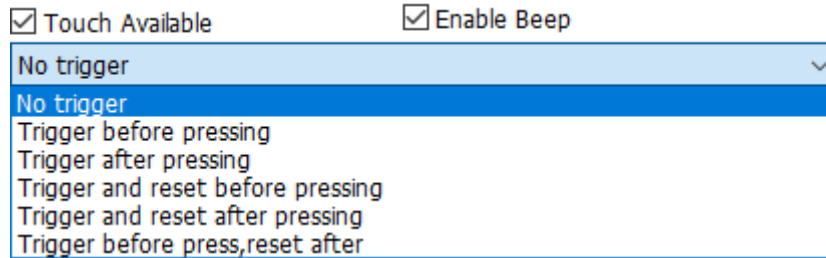 Touch Available
Enable Beep
No trigger
No trigger
Trigger before pressing
Trigger after pressing
Trigger and reset before pressing
Trigger and reset after pressing
Trigger before press,reset after